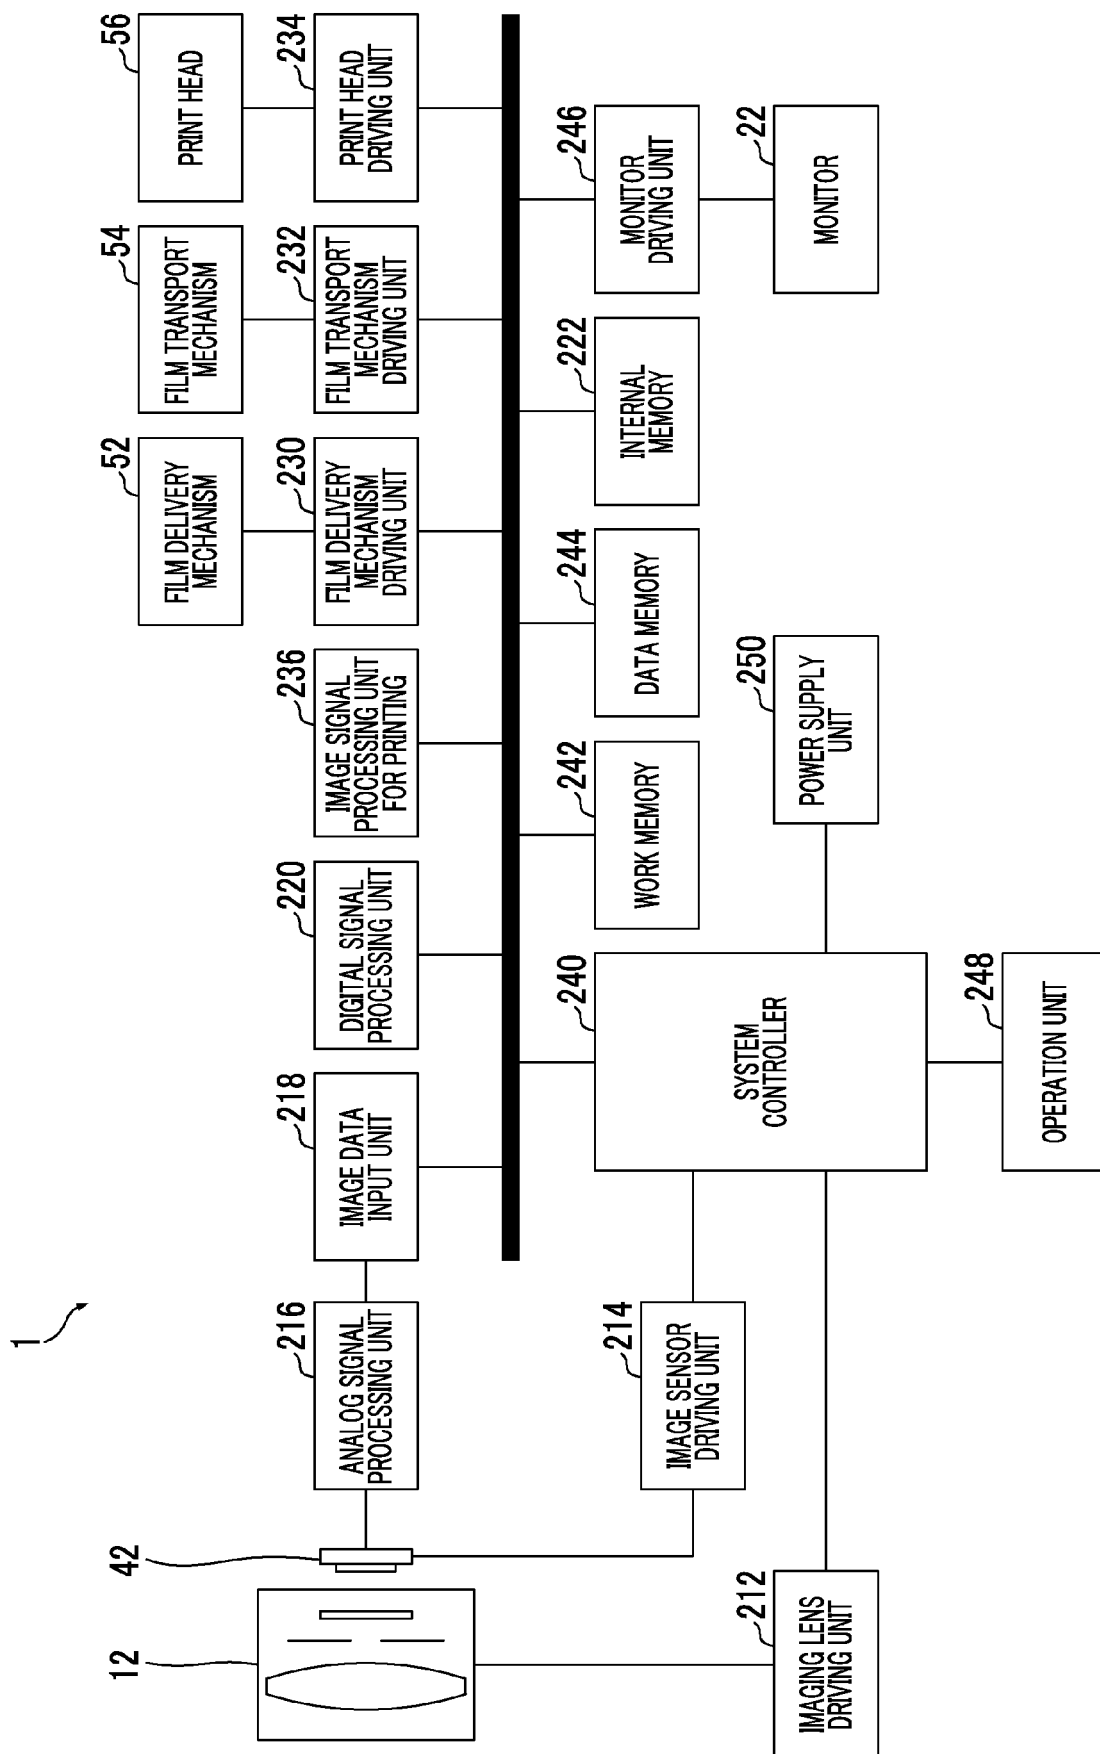 1
12
42
216
ANALOG SIGNAL
PROCESSING UNIT
218
IMAGE DATA
INPUT UNIT
220
DIGITAL SIGNAL
PROCESSING UNIT
236
IMAGE SIGNAL
PROCESSING UNIT
FOR PRINTING
52
FILM DELIVERY
MECHANISM
230
FILM DELIVERY
MECHANISM
DRIVING UNIT
54
FILM TRANSPORT
MECHANISM
232
FILM TRANSPORT
MECHANISM
DRIVING UNIT
56
PRINT HEAD
234
PRINT HEAD
DRIVING UNIT
212
IMAGING LENS
DRIVING UNIT
214
IMAGE SENSOR
DRIVING UNIT
240
SYSTEM
CONTROLLER
242
WORK MEMORY
244
DATA MEMORY
222
INTERNAL
MEMORY
246
MONITOR
DRIVING UNIT
22
MONITOR
250
POWER SUPPLY
UNIT
248
OPERATION UNIT